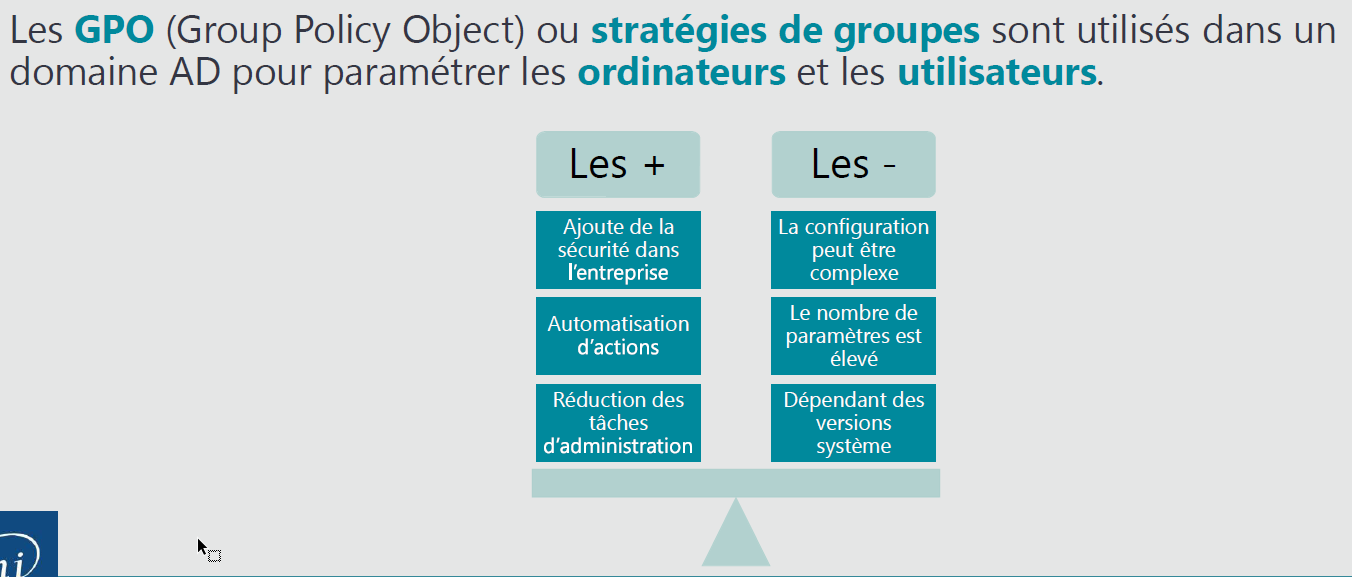 Les GPO (Group Policy Object) ou stratégies de groupes sont utilisés dans un
domaine AD pour paramétrer les ordinateurs et les utilisateurs.
Les +
Ajoute de la
sécurité dans
l'entreprise
Automatisation
d'actions
Réduction des
tâches
d'administration
Les -
La configuration
peut être
complexe
Le nombre de
paramètres est
élevé
Dépendant des
versions
système